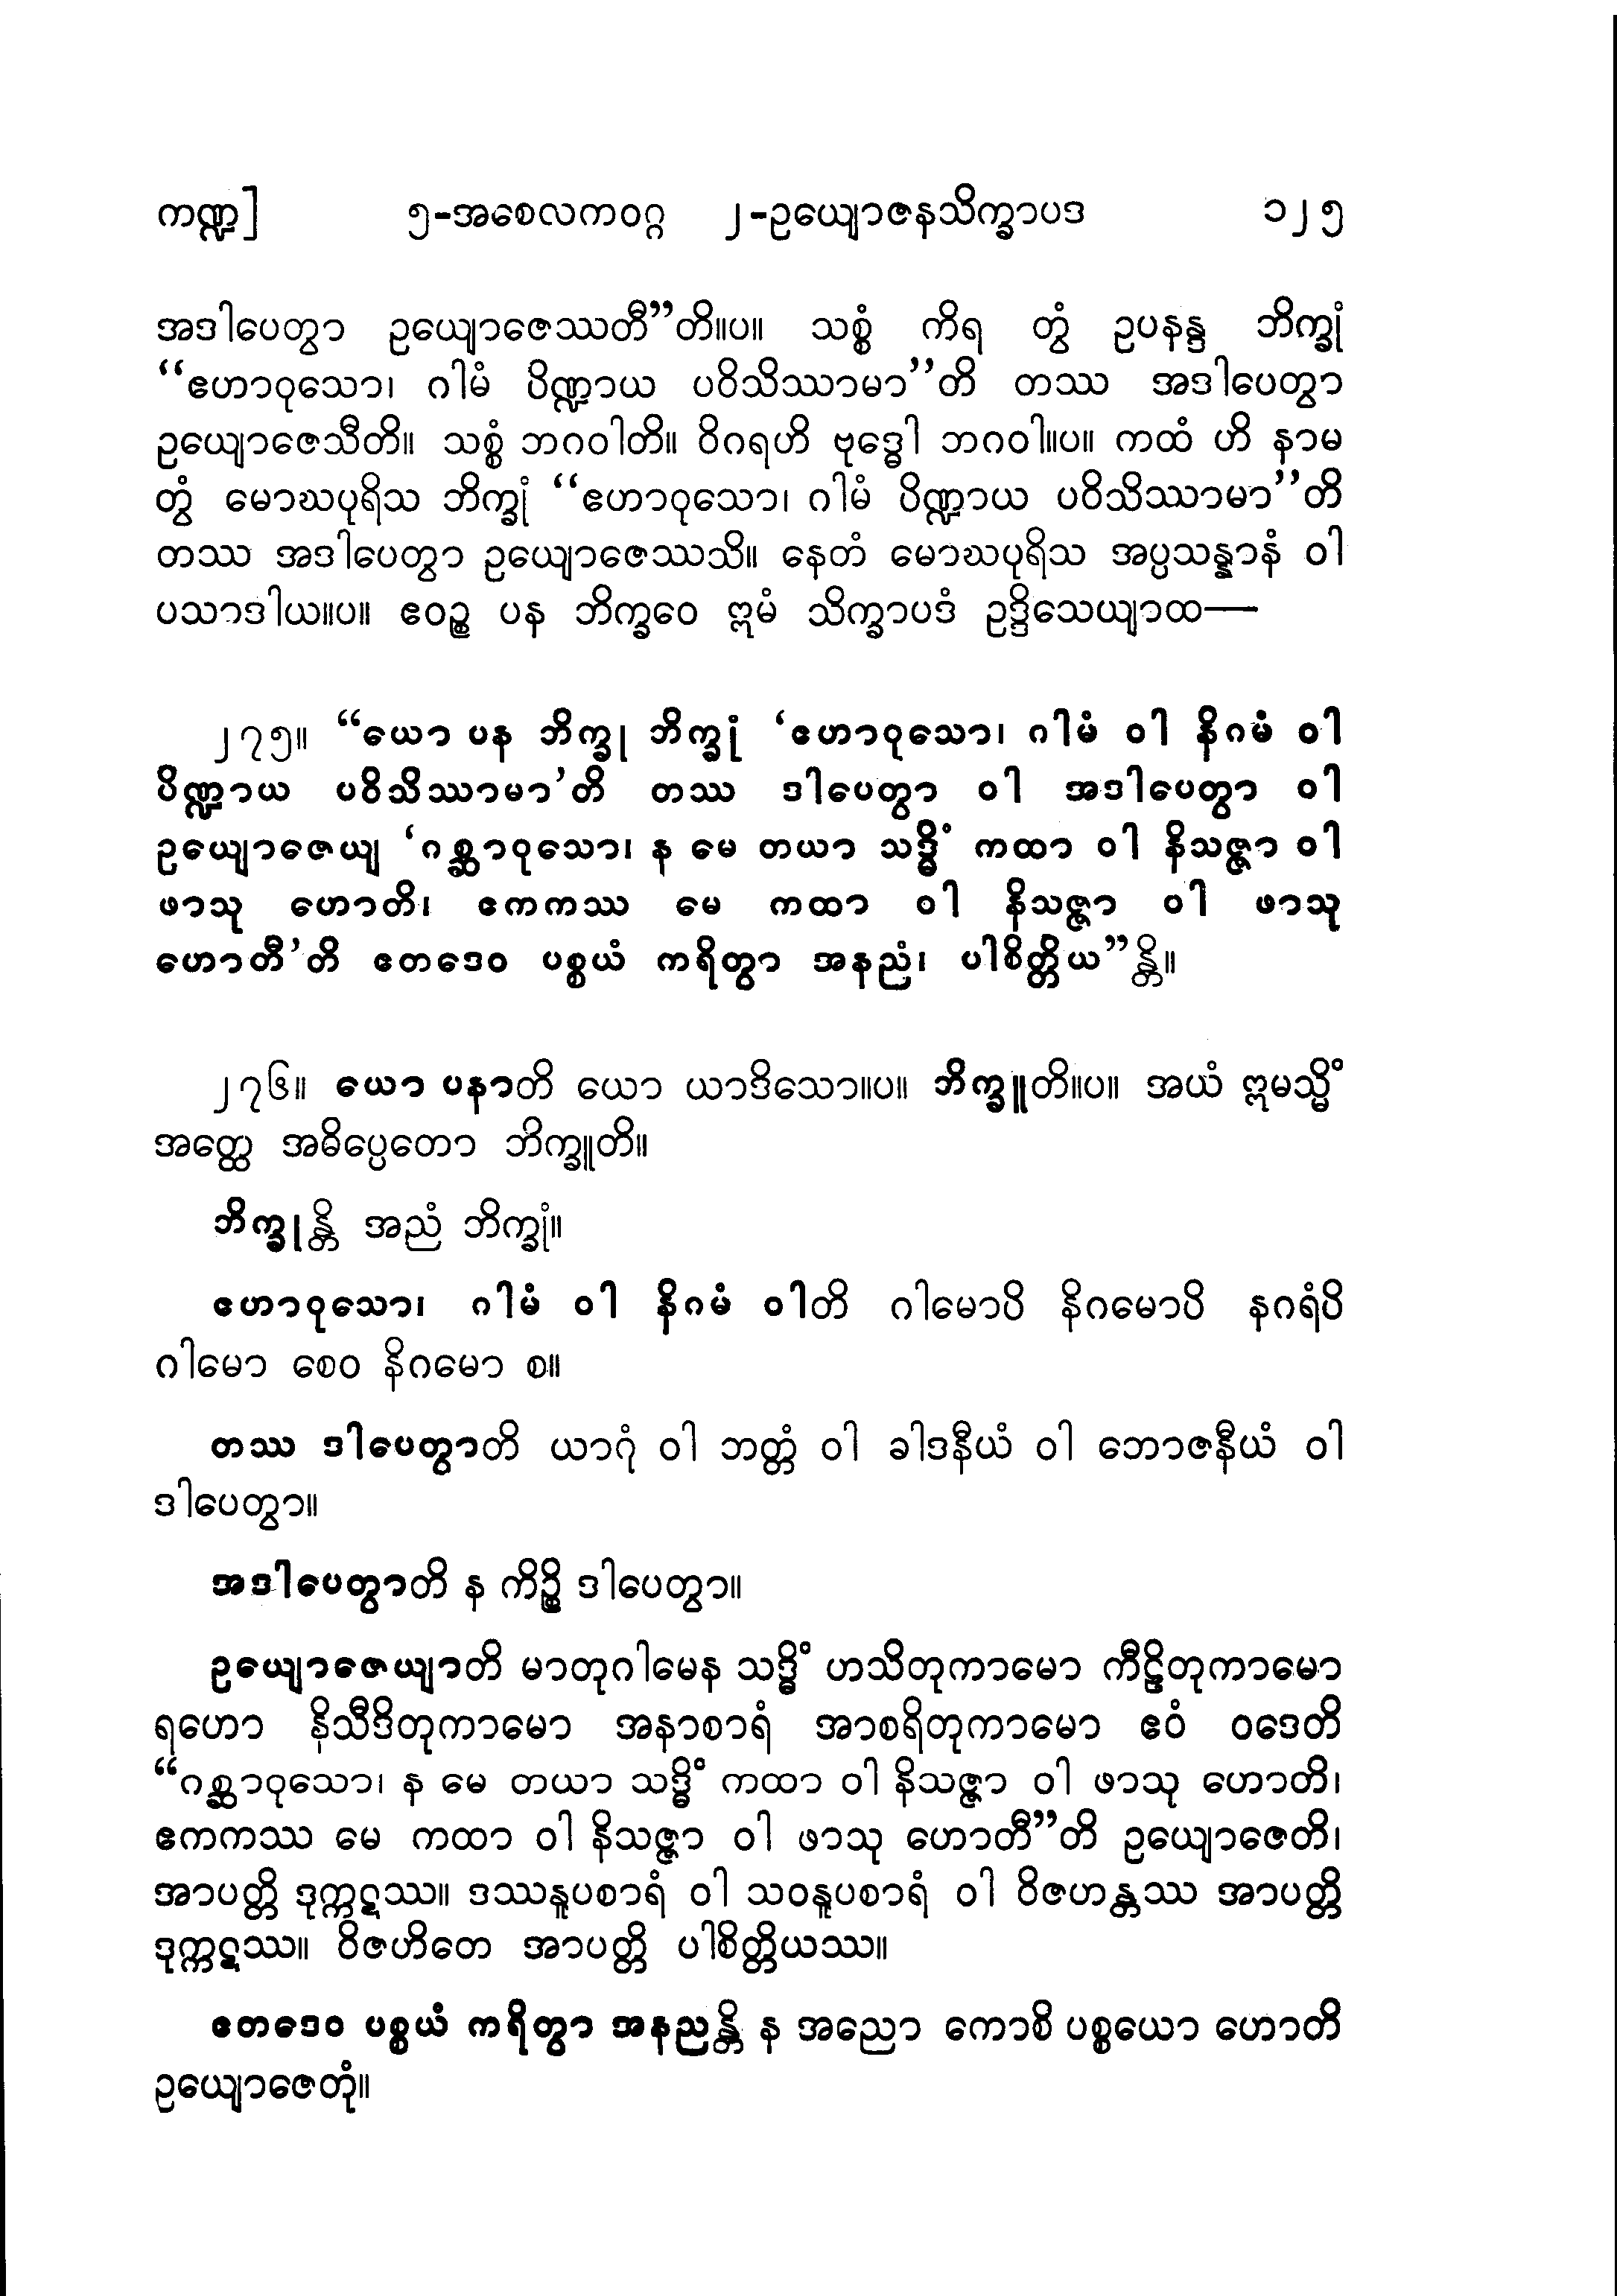 ကဏ္ဍ] ၅-အစေလကဝဂ္ဂ ၂-ဥယျောဇနသိက္ခာပဒ ၁၂၅
အဒါပေတွာ ဥယျောဇေဿတီ”တိ။ပ။ သစ္စံ ကိရ တွံ ဥပနန္ဒ ဘိက္ခုံ
“ဧဟာဝုသော၊ ဂါမံ ပိဏ္ဍာယ ပဝိသိဿာမာ”တိ တဿ အဒါပေတွာ
ဥယျောဇေသီတိ။ သစ္စံ ဘဂဝါတိ။ ဝိဂရဟိ ဗုဒ္ဓေါ ဘဂဝါ။ပ။ ကထံ ဟိ နာမ
တွံ မောဃပုရိသ ဘိက္ခုံ “ဧဟာဝုသော၊ ဂါမံ ပိဏ္ဍာယ ပဝိသိဿာမာ”တိ
တဿ အဒါပေတွာ ဥယျောဇေဿသိ။ နေတံ မောဃပုရိသ အပ္ပသန္နာနံ ဝါ
ပသာဒါယ။ပ။ ဧဝဉ္စ ပန ဘိက္ခဝေ ဣမံ သိက္ခာပဒံ ဥဒ္ဒိသေယျာထ—
၂၇၅။ “ယော ပန ဘိက္ခု ဘိက္ခုံ ‘ဧဟာဝုသော၊ ဂါမံ ဝါ နိဂမံ ဝါ
ပိဏ္ဍာယ ပဝိသိဿာမာ’တိ တဿ ဒါပေတွာ ဝါ အဒါပေတွာ ဝါ
ဥယျောဇေယျ ‘ဂစ္ဆာဝုသော၊ န မေ တယာ သဒ္ဓိံ ကထာ ဝါ နိသဇ္ဇာ ဝါ
ဖာသု ဟောတိ၊ ဧကကဿ မေ ကထာ ဝါ နိသဇ္ဇာ ဝါ ဖာသု
ဟောတီ’တိ ဧတဒေဝ ပစ္စယံ ကရိတွာ အနညံ၊ ပါစိတ္တိယ”န္တိ။
၂၇၆။ ယော ပနာတိ ယော ယာဒိသော။ပ။ ဘိက္ခူတိ။ပ။ အယံ ဣမသ္မိံ
အတ္ထေ အဓိပ္ပေတော ဘိက္ခူတိ။
ဘိက္ခုန္တိ အညံ ဘိက္ခုံ။
ဧဟာဝုသော၊ ဂါမံ ဝါ နိဂမံ ဝါတိ ဂါမောပိ နိဂမောပိ နဂရံပိ
ဂါမော စေဝ နိဂမော စ။
တဿ ဒါပေတွာတိ ယာဂုံ ဝါ ဘတ္တံ ဝါ ခါဒနီယံ ဝါ ဘောဇနီယံ ဝါ
ဒါပေတွာ။
အဒါပေတွာတိ န ကိဉ္စိ ဒါပေတွာ။
ဥယျောဇေယျာတိ မာတုဂါမေန သဒ္ဓိံ ဟသိတုကာမော ကီဠိတုကာမော
ရဟော နိသီဒိတုကာမော အနာစာရံ အာစရိတုကာမော ဧဝံ ဝဒေတိ
“ဂစ္ဆာဝုသော၊ န မေ တယာ သဒ္ဓိံ ကထာ ဝါ နိသဇ္ဇာ ဝါ ဖာသု ဟောတိ၊
ဧကကဿ မေ ကထာ ဝါ နိသဇ္ဇာ ဝါ ဖာသု ဟောတီ”တိ ဥယျောဇေတိ၊
အာပတ္တိ ဒုက္ကဋဿ။ ဒဿနူပစာရံ ဝါ သဝနူပစာရံ ဝါ ဝိဇဟန္တဿ အာပတ္တိ
ဒုက္ကဋဿ။ ဝိဇဟိတေ အာပတ္တိ ပါစိတ္တိယဿ။
ဧတဒေဝ ပစ္စယံ ကရိတွာ အနညန္တိ န အညော ကောစိ ပစ္စယော ဟောတိ
ဥယျောဇေတုံ။